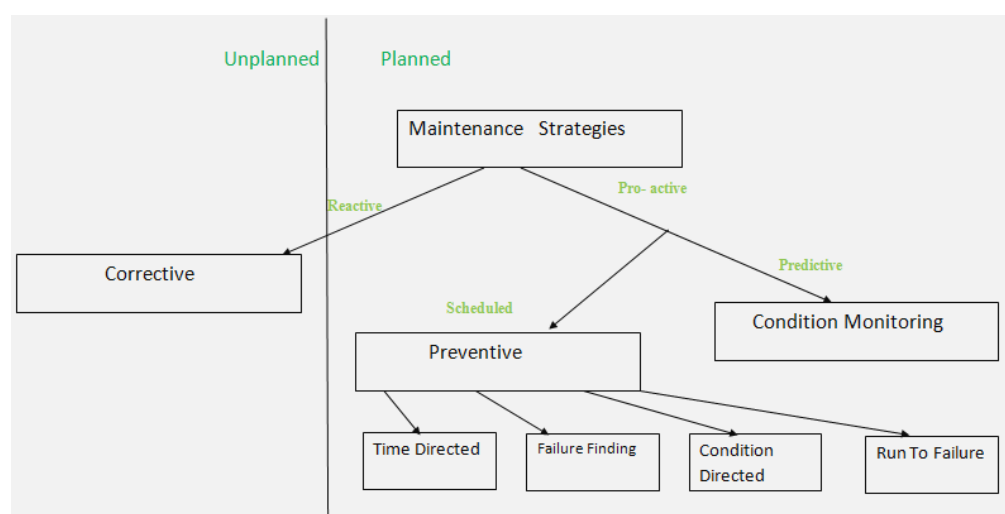 Unplanned
Planned
Maintenance Strategies
Pro- active
Reactive
Corrective
Predictive
Scheduled
Condition Monitoring
Preventive
Time Directed
Failure Finding
Condition
Directed
Run To Failure